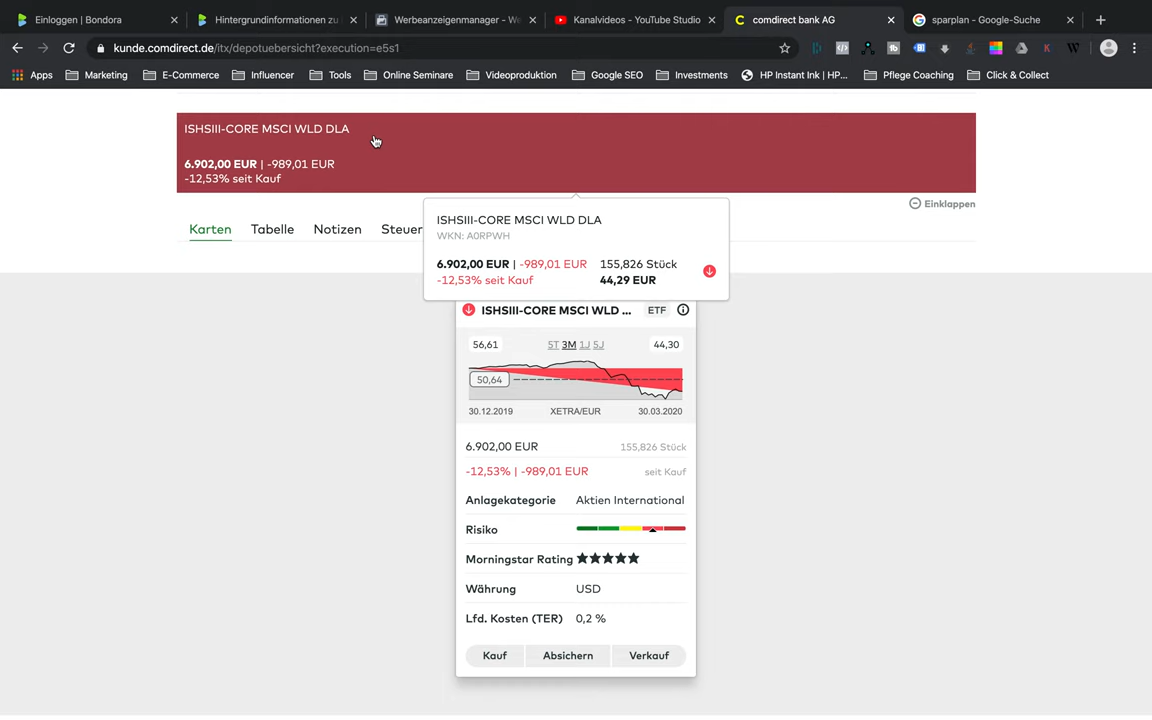 Einloggen | Bondora
Hintergrundinformationen zu
Werbeanzeigenmanager - We
Kanalvideos - YouTube Studio
comdirect bank AG
sparplan - Google-Suche
kunde.comdirect.de/itx/depotuebersicht?execution=e5s1
Apps
Marketing
E-Commerce
Influenzer
Tools
Online Seminare
Videoproduktion
Google SEO
Investments
HP Instant Ink | HP...
Pflege Coaching
Click & Collect
ISHSIII-CORE MSCI WLD DLA
6.902,00 EUR | -989,01 EUR
-12,53% seit Kauf
Einklappen
Karten Tabelle Notizen Steuer
ISHSIII-CORE MSCI WLD DLA
WKN: A0RPWH
6.902,00 EUR | -989,01 EUR 155,826 Stück
-12,53% seit Kauf 44,29 EUR
ISHSIII-CORE MSCI WLD ... ETF
56,61 5T 3M 1J 5J 44,30
50,64
30.12.2019 XETRA/EUR 30.03.2020
6.902,00 EUR 155,826 Stück
-12,53% | -989,01 EUR seit Kauf
Anlagekategorie Aktien International
Risiko
Morningstar Rating ★★★★★
Währung USD
Lfd. Kosten (TER) 0,2 %
Kauf Absichern Verkauf